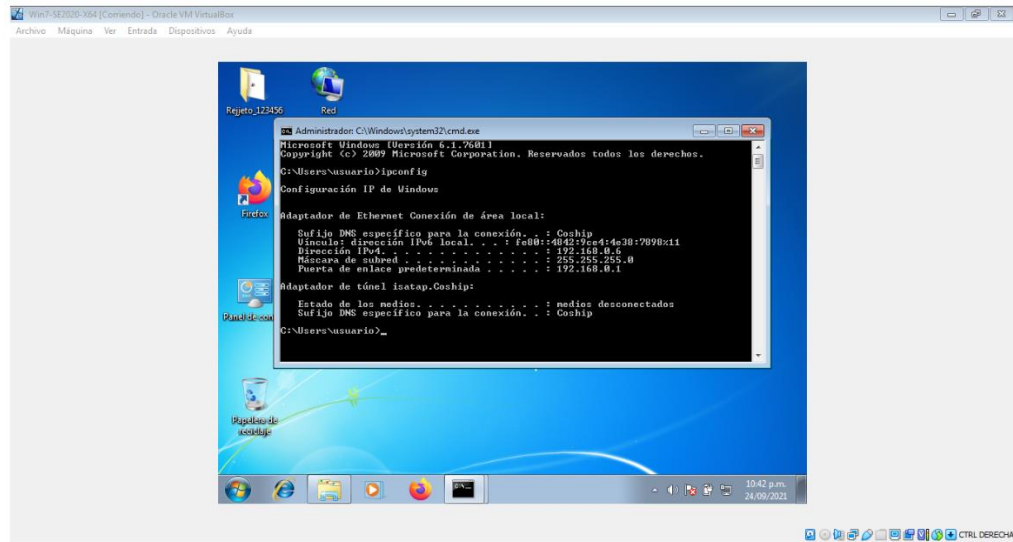 Win7-SE2020-X64 [Corriendo] - Oracle VM VirtualBox
Archivo Máquina Ver Entrada Dispositivos Ayuda
Rejjeto_123456
Red
Administrador: C:\Windows\system32\cmd.exe
Microsoft Windows [Versión 6.1.7601]
Copyright (c) 2009 Microsoft Corporation. Reservados todos los derechos.
C:\Users\usuario>ipconfig
Configuración IP de Windows
Firefox
Adaptador de Ethernet Conexión de área local:
Sufijo DNS específico para la conexión. . : Coship
Vínculo: dirección IPv6 local. . . : fe80::4842:9ce4:4e38:7898%11
Dirección IPv4. . . . . . . . . . . . . . : 192.168.0.6
Máscara de subred . . . . . . . . . . . . : 255.255.255.0
Puerta de enlace predeterminada . . . . . : 192.168.0.1
Adaptador de túnel isatap.Coship:
Estado de los medios. . . . . . . . . . . : medios desconectados
Sufijo DNS específico para la conexión. . : Coship
Panel de con
C:\Users\usuario>_
Papelera de
reciclaje
10:42 p.m.
24/09/2021
CTRL DERECHA